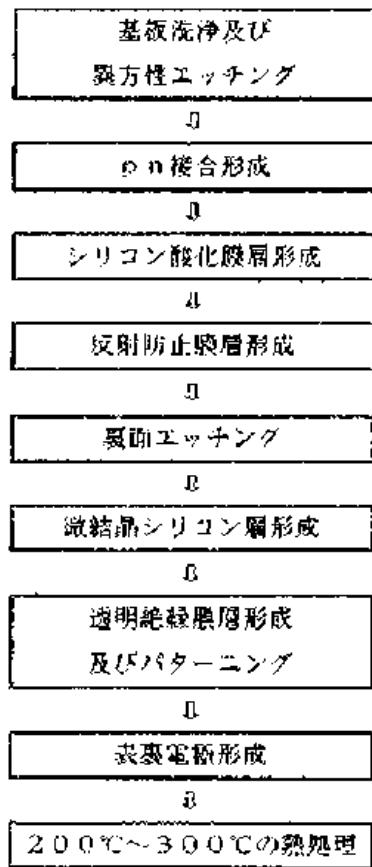 基板洗浄及び
異方性エッチング
⇩
pn接合形成
⇩
シリコン酸化膜層形成
⇩
反射防止膜層形成
⇩
裏面エッチング
⇩
微結晶シリコン層形成
⇩
透明絶縁膜層形成
及びパターニング
⇩
表裏電極形成
⇩
200℃～300℃の熱処理